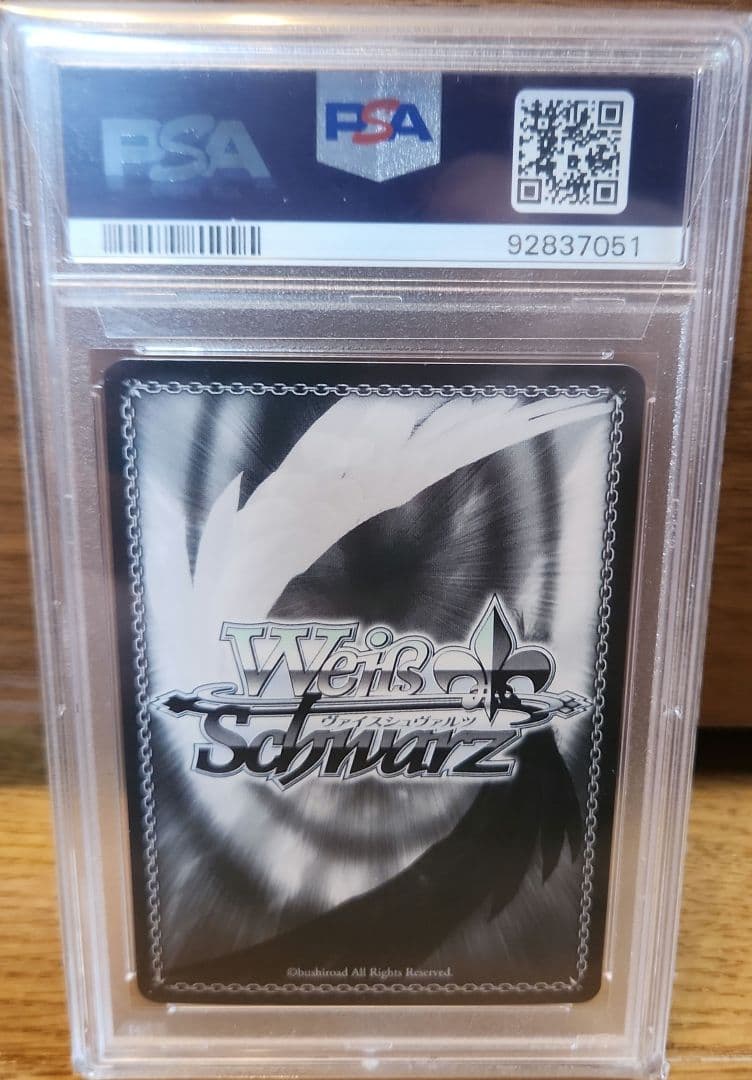 PSA
PSA
92837051
Weiß
ヴァイスシュヴァルツ
Schwarz
©bushiroad All Rights Reserved.